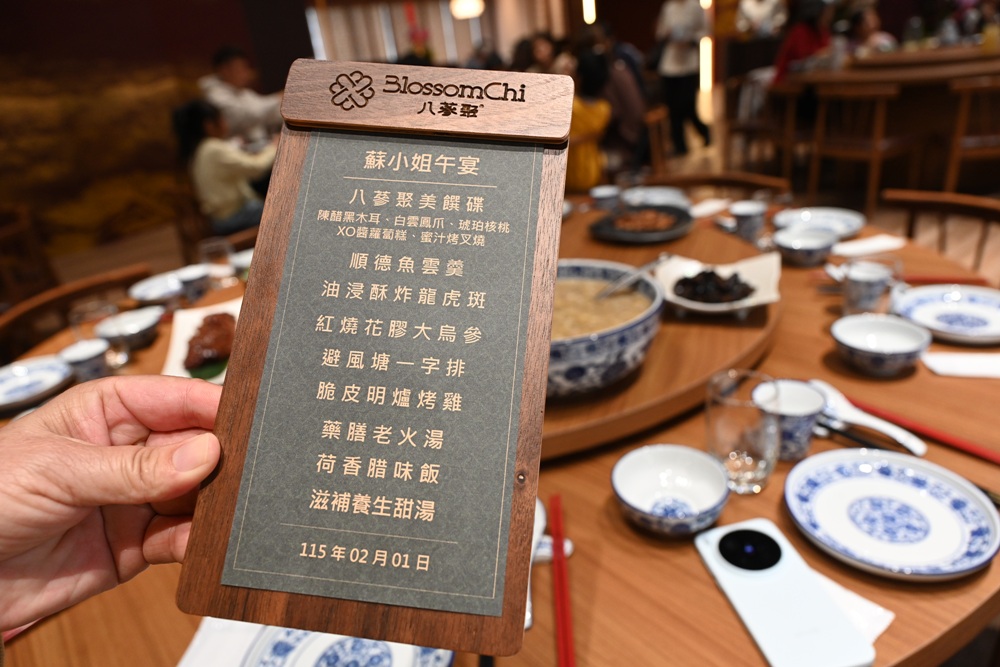 BlossomChi
八蔘聚
蘇小姐午宴
八蔘聚美饌碟
陳醋黑木耳．白雲鳳爪．琥珀核桃
XO醬蘿蔔糕．蜜汁烤叉燒
順德魚雲羹
油浸酥炸龍虎斑
紅燒花膠大烏參
避風塘一字排
脆皮明爐烤雞
藥膳老火湯
荷香腊味飯
滋補養生甜湯
115年02月01日